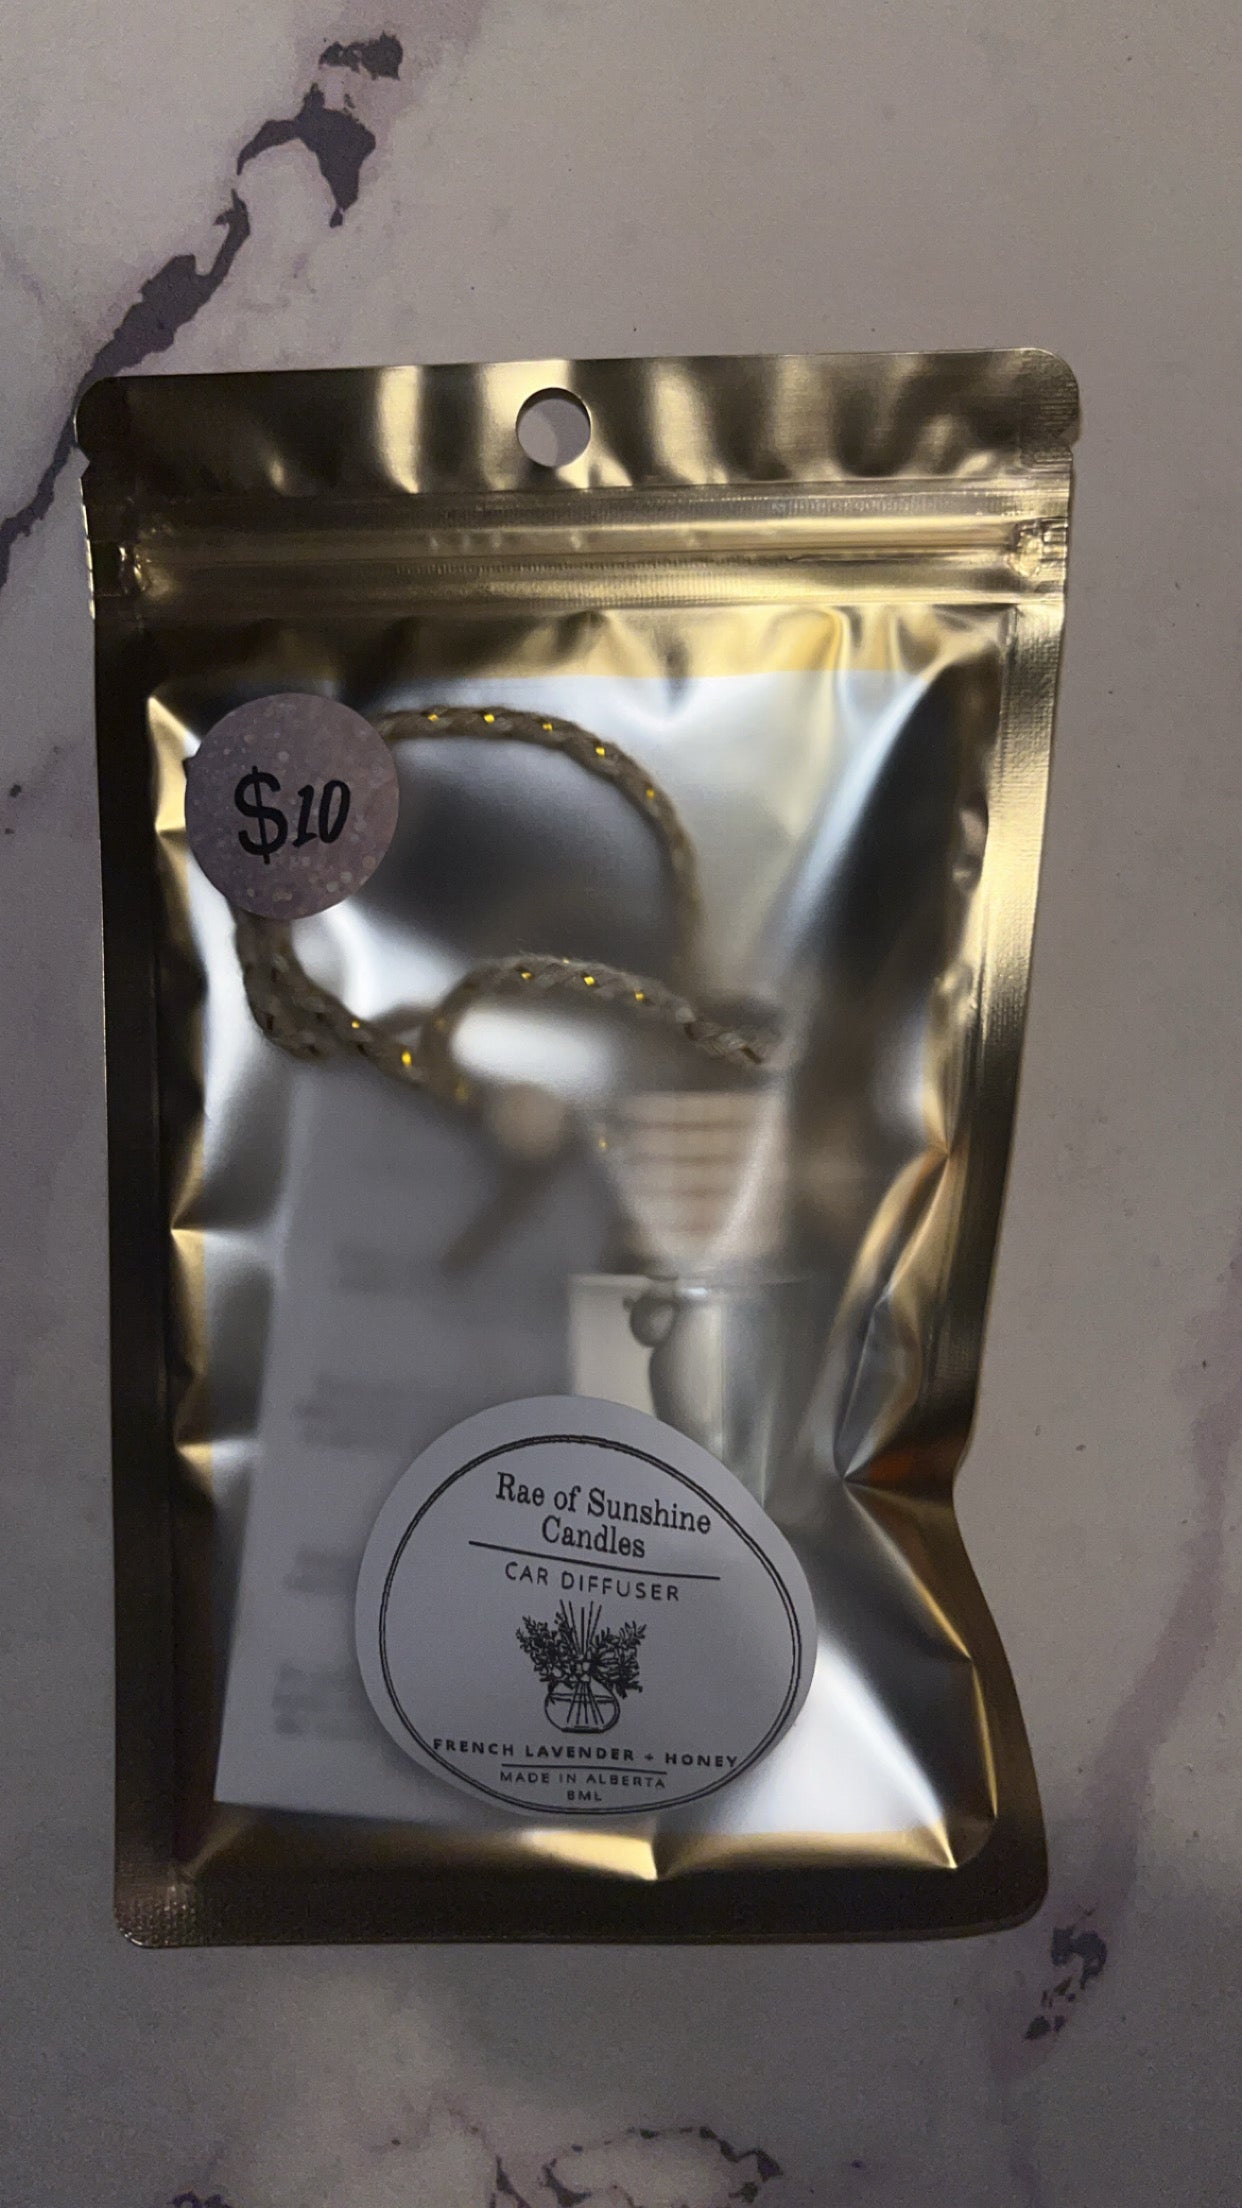 $10
Rae of Sunshine
Candles
CAR DIFFUSER
FRENCH LAVENDER + HONEY
MADE IN ALBERTA
8ML